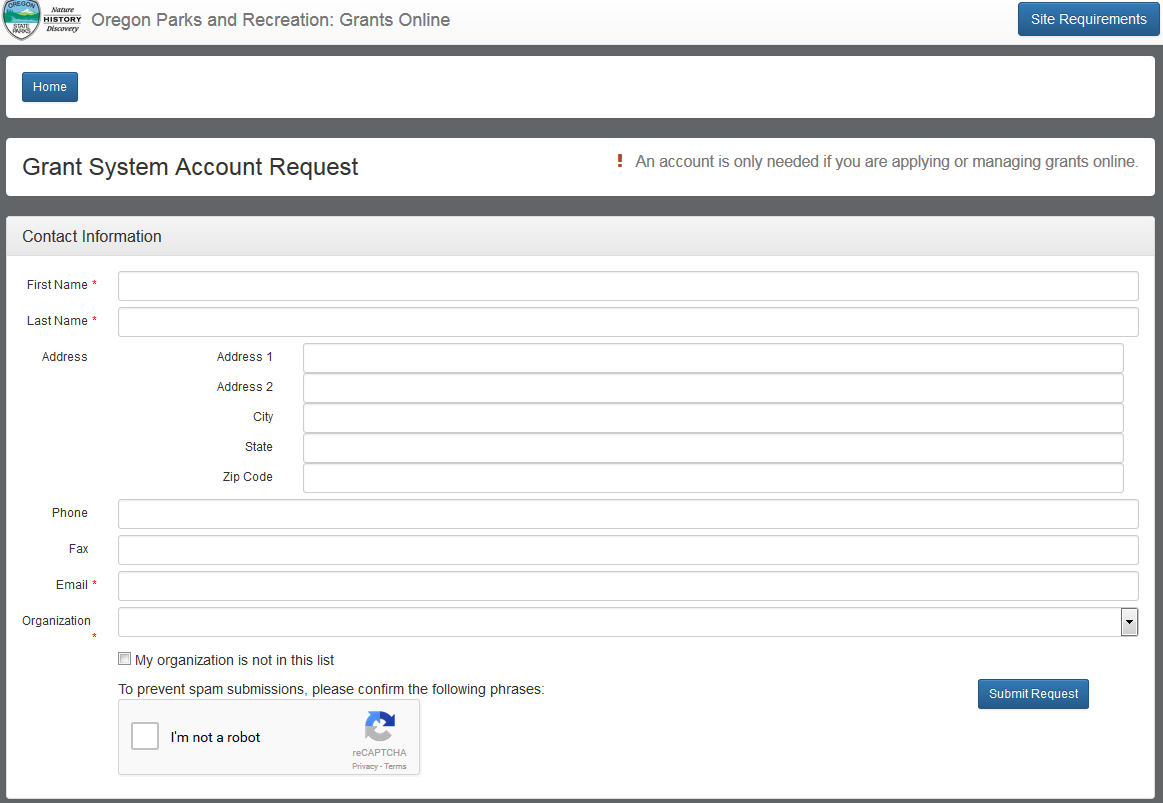 OREGON
STATE
PARKS
Nature
HISTORY
Discovery
Oregon Parks and Recreation: Grants Online
Site Requirements
Home
Grant System Account Request
! An account is only needed if you are applying or managing grants online.
Contact Information
First Name *
Last Name *
Address
Address 1
Address 2
City
State
Zip Code
Phone
Fax
Email *
Organization
*
My organization is not in this list
To prevent spam submissions, please confirm the following phrases:
Submit Request
I'm not a robot
reCAPTCHA
Privacy - Terms